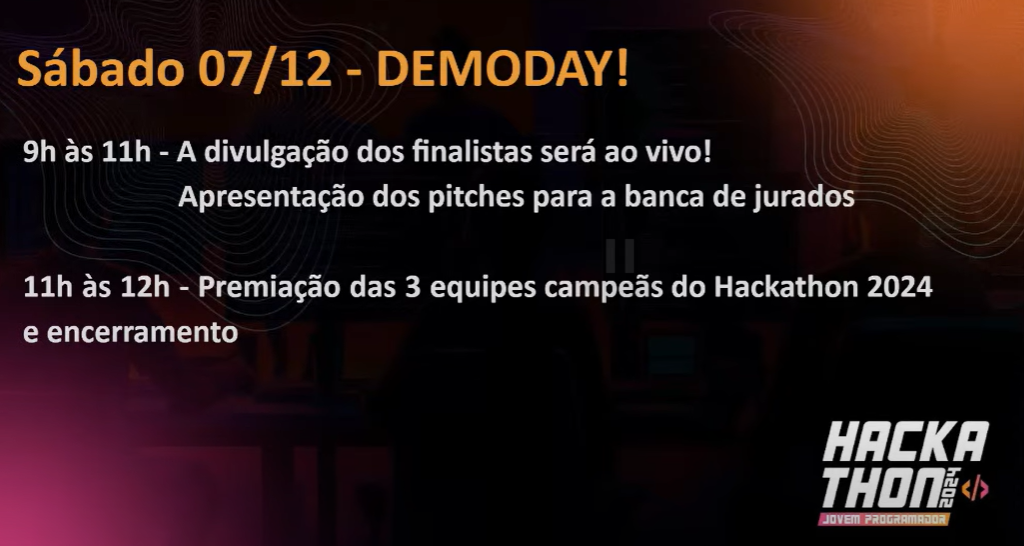 Sábado 07/12 - DEMODAY!
9h às 11h - A divulgação dos finalistas será ao vivo!
Apresentação dos pitches para a banca de jurados
11h às 12h - Premiação das 3 equipes campeãs do Hackathon 2024
e encerramento
HACKA
THON 2024 </>
JOVEM PROGRAMADOR